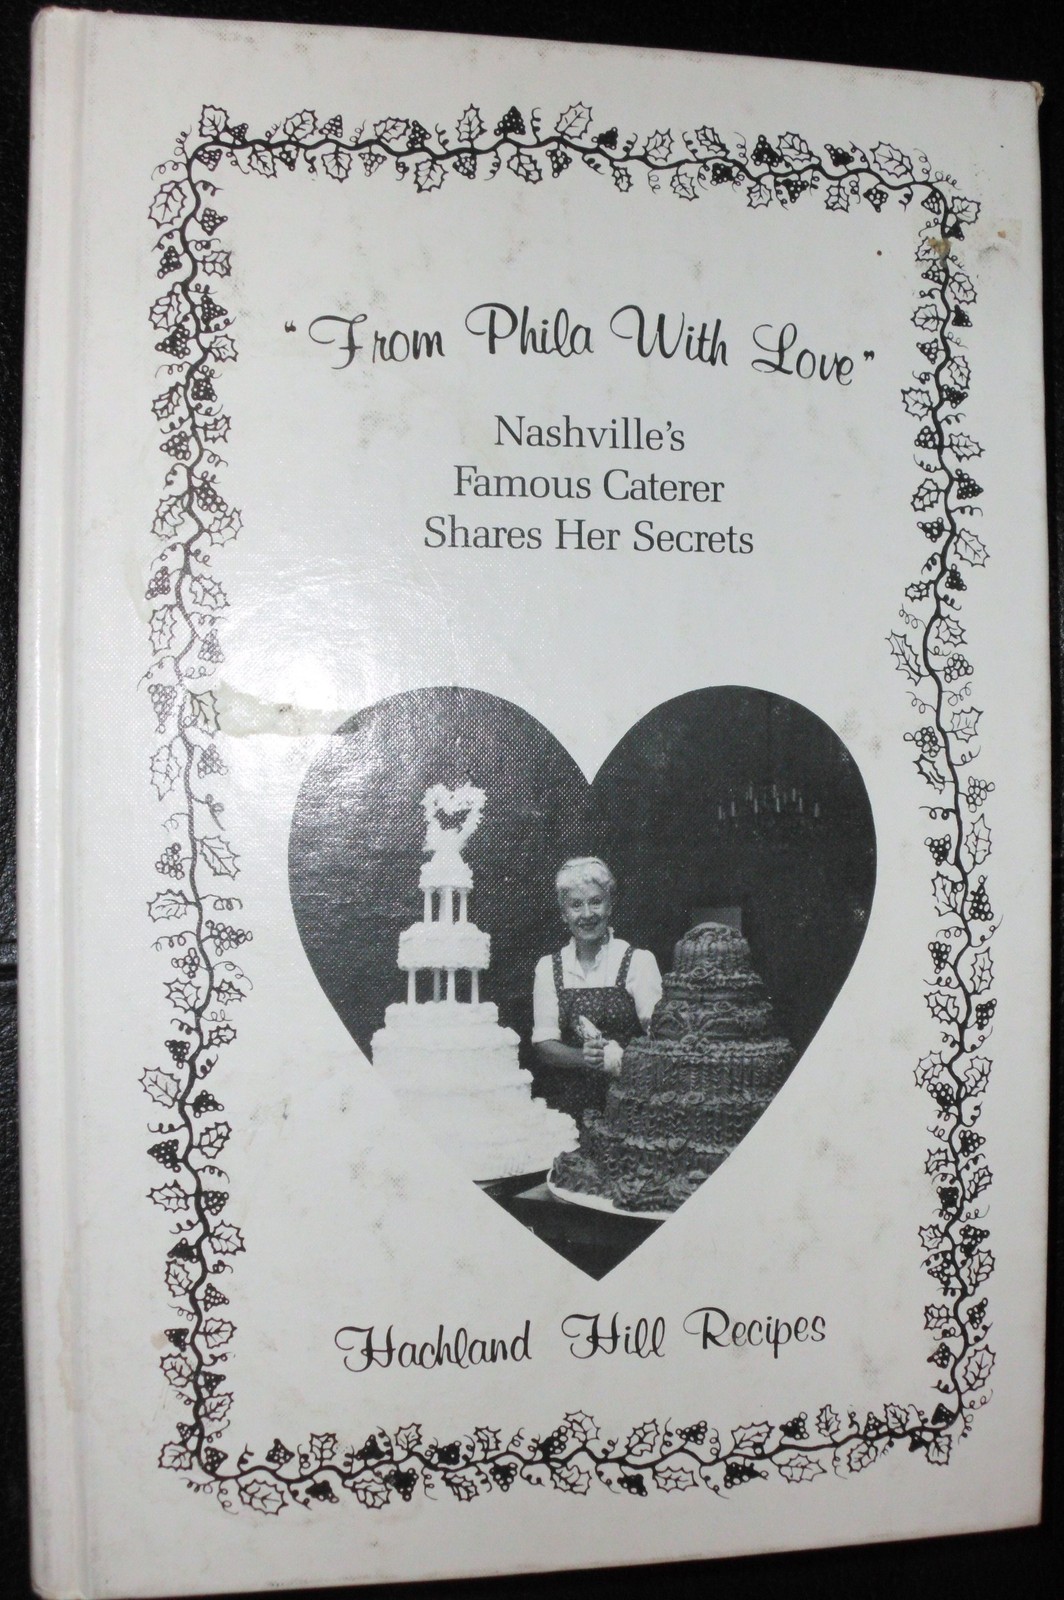 “From Phila With Love”
Nashville’s
Famous Caterer
Shares Her Secrets
Hachland Hill Recipes